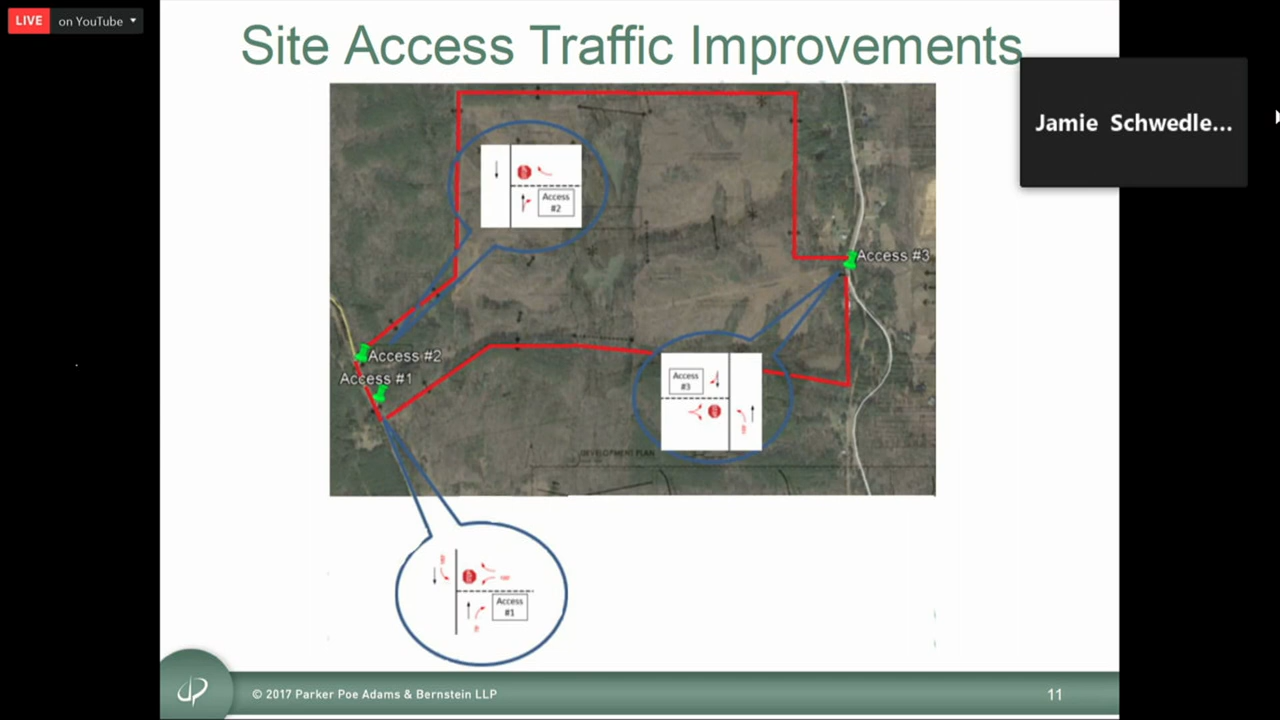 LIVE on YouTube
Site Access Traffic Improvements
Jamie Schwedle...
Access
#2
Access #3
Access #2
Access #1
Access
#3
DEVELOPMENT PLAN
Access
#1
© 2017 Parker Poe Adams & Bernstein LLP
11